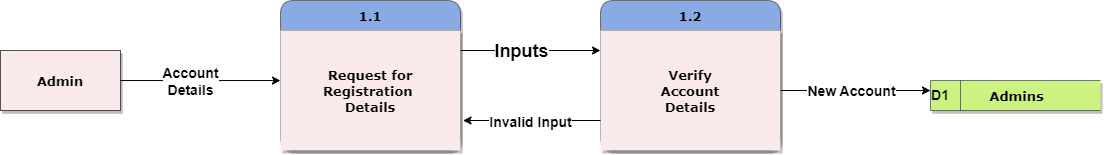 Admin
Account
Details
1.1
Request for
Registration
Details
Inputs
Invalid Input
1.2
Verify
Account
Details
New Account
D1
Admins